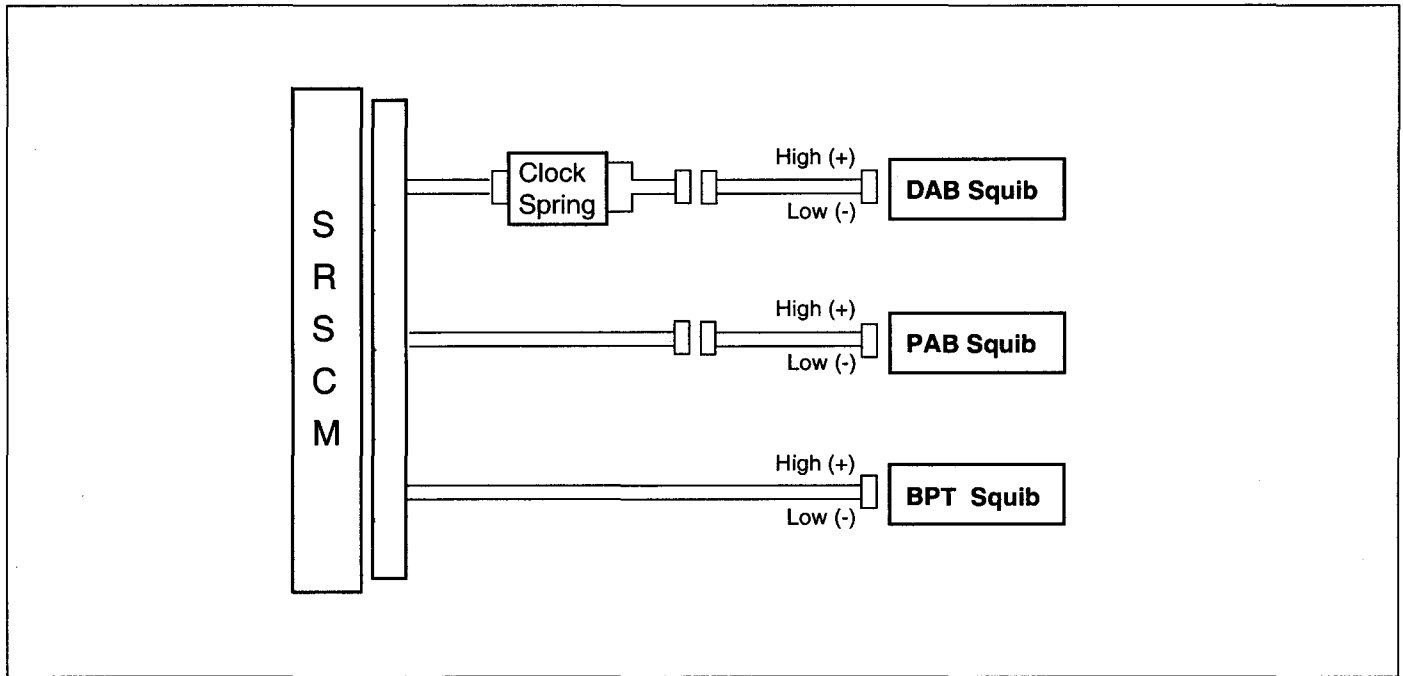 S
R
S
C
M
Clock
Spring
High (+)
Low (-)
DAB Squib
High (+)
Low (-)
PAB Squib
High (+)
Low (-)
BPT Squib